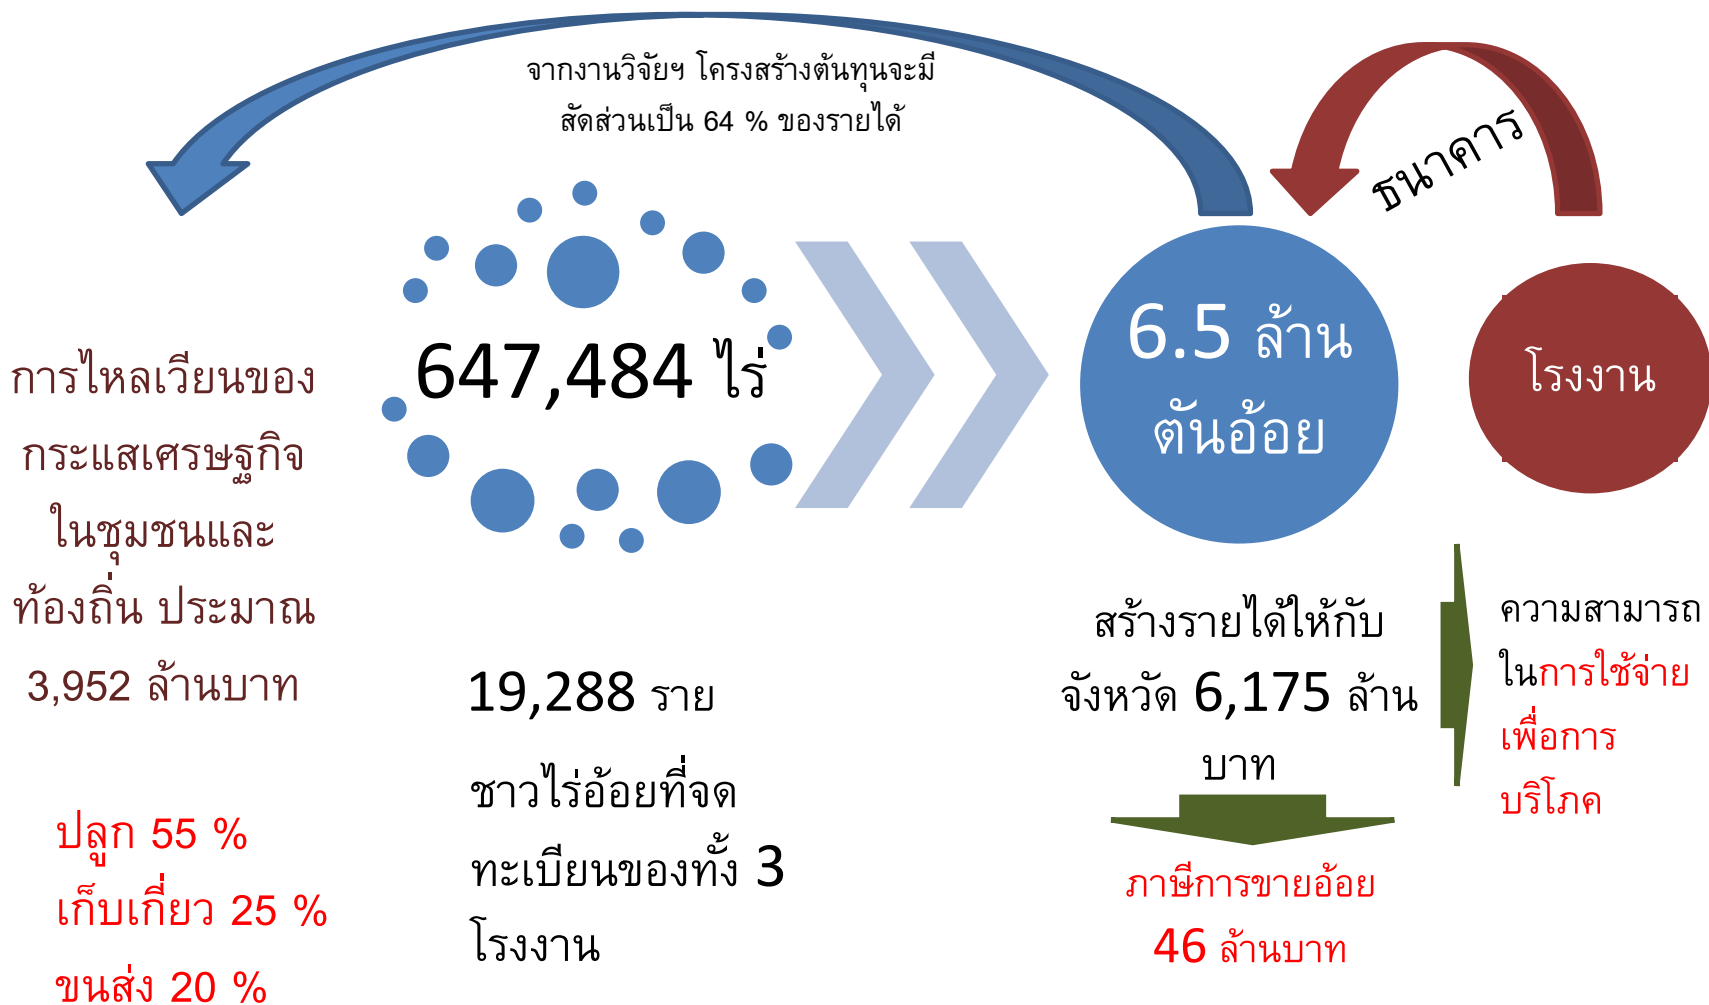 จากงานวิจัยฯ โครงสร้างต้นทุนจะมี
สัดส่วนเป็น 64 % ของรายได้
ธนาคาร
647,484 ไร่
6.5 ล้าน
ตันอ้อย
โรงงาน
การไหลเวียนของ
กระแสเศรษฐกิจ
ในชุมชนและ
ท้องถิ่น ประมาณ
3,952 ล้านบาท
ปลูก 55 %
เก็บเกี่ยว 25 %
ขนส่ง 20 %
19,288 ราย
ชาวไร่อ้อยที่จด
ทะเบียนของทั้ง 3
โรงงาน
สร้างรายได้ให้กับ
จังหวัด 6,175 ล้าน
บาท
ภาษีการขายอ้อย
46 ล้านบาท
ความสามารถ
ในการใช้จ่าย
เพื่อการ
บริโภค